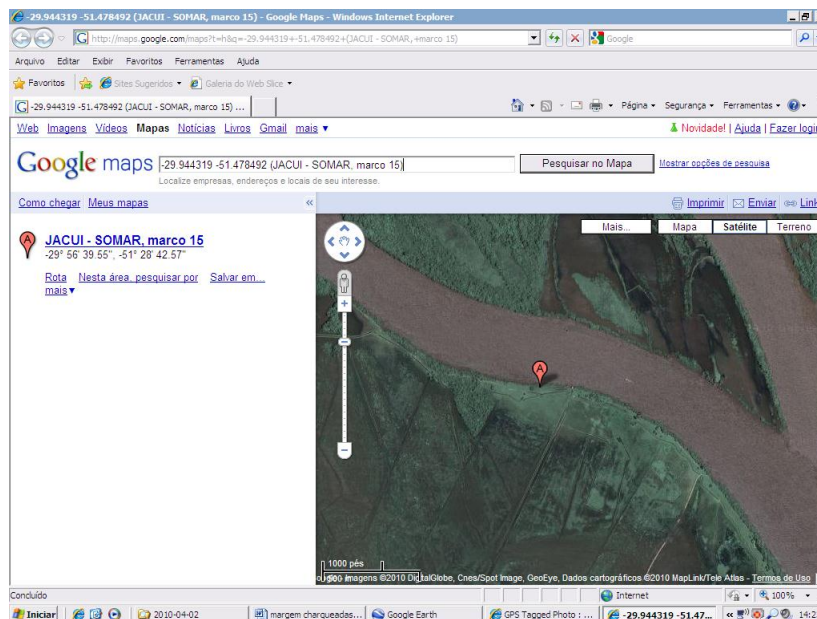 -29.944319 -51.478492 (JACUI - SOMAR, marco 15) - Google Maps - Windows Internet Explorer
http://maps.google.com/maps?t=h&q=-29.944319+-51.478492+(JACUI - SOMAR,+marco 15)
Google
Arquivo Editar Exibir Favoritos Ferramentas Ajuda
Favoritos Sites Sugeridos Galeria do Web Slice
-29.944319 -51.478492 (JACUI - SOMAR, marco 15) ... Página Segurança Ferramentas
Web Imagens Vídeos Mapas Notícias Livros Gmail mais ▼ Novidade! | Ajuda | Fazer login
Google maps -29.944319 -51.478492 (JACUI - SOMAR, marco 15) Pesquisar no Mapa Mostrar opções de pesquisa
Localize empresas, endereços e locais de seu interesse.
Como chegar Meus mapas « Imprimir Enviar Link
Mais... Mapa Satélite Terreno
A JACUI - SOMAR, marco 15
-29° 56' 39.55", -51° 28' 42.57"
Rota Nesta área, pesquisar por Salvar em...
mais▼
A
1000 pés
Imagens ©2010 DigitalGlobe, Cnes/Spot Image, GeoEye, Dados cartográficos ©2010 MapLink/Tele Atlas - Termos de Uso
Concluído Internet 100%
Iniciar 2010-04-02 margem charqueadas... Google Earth GPS Tagged Photo : ... -29.944319 -51.47... 14:2